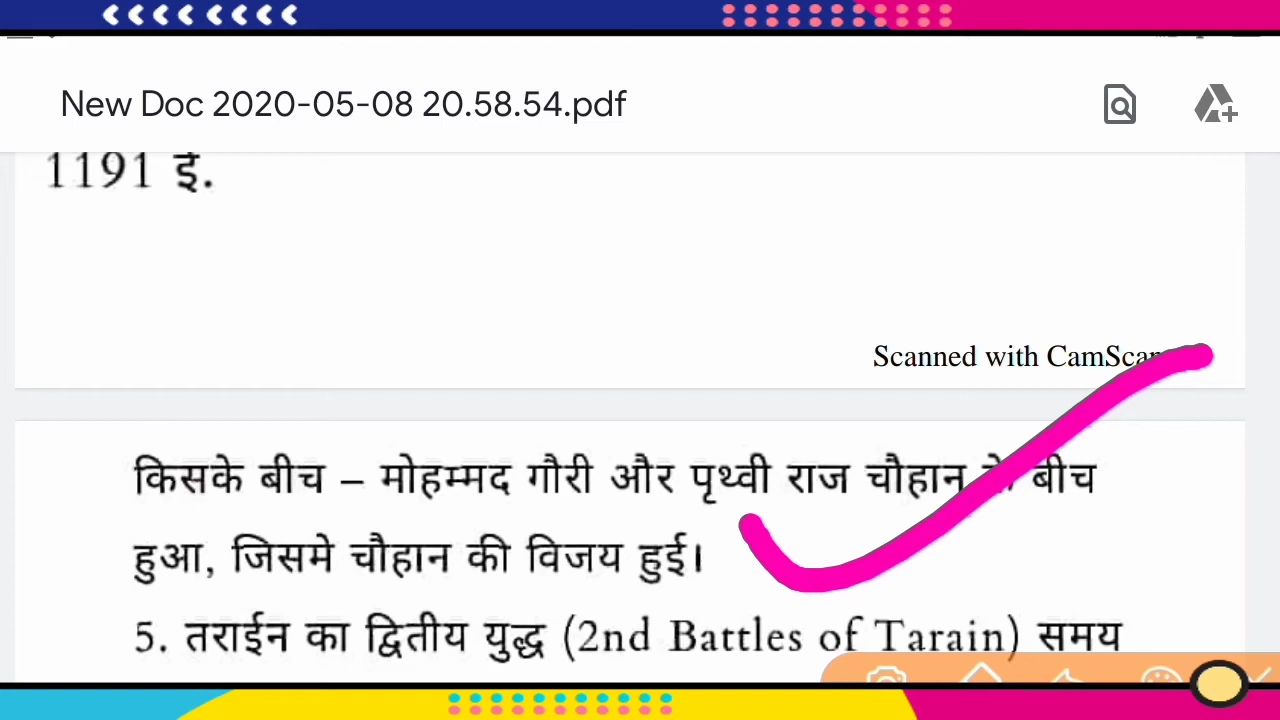 New Doc 2020-05-08 20.58.54.pdf
1191 ई.
Scanned with
किसके बीच – मोहम्मद गौरी और पृथ्वी राज चौहान के बीच
हुआ, जिसमे चौहान की विजय हुई।
5. तराईन का द्वितीय युद्ध (2nd Battles of Tarain) समय